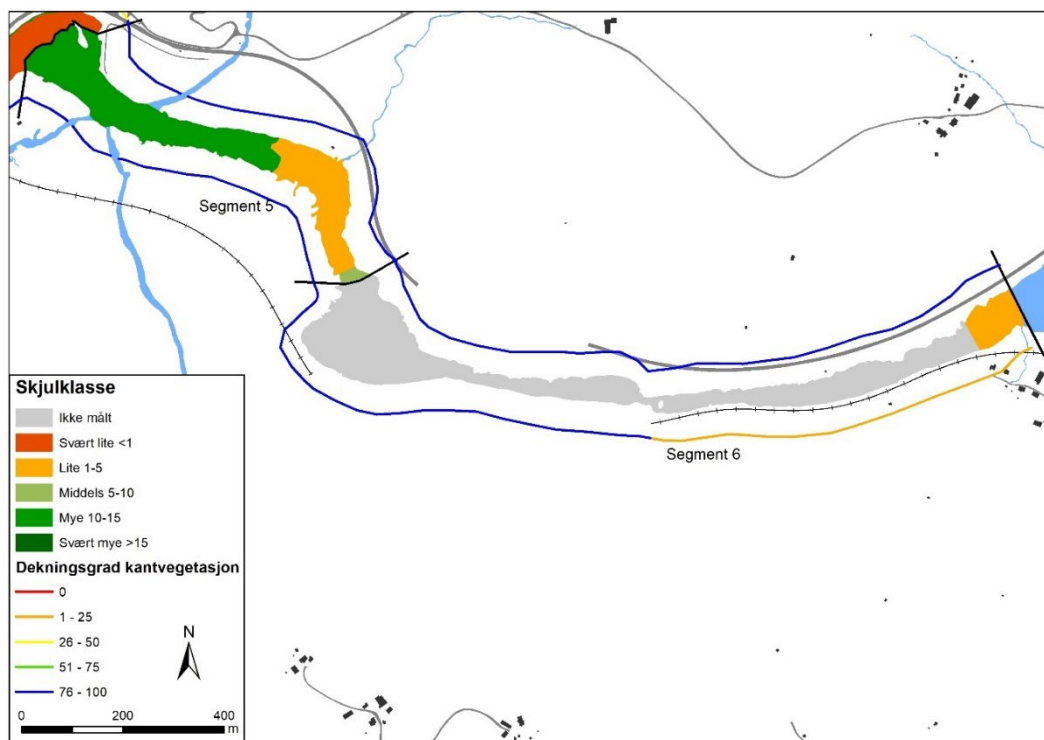 Segment 5
Segment 6
Skjulklasse
Ikke målt
Svært lite <1
Lite 1-5
Middels 5-10
Mye 10-15
Svært mye >15
Dekningsgrad kantvegetasjon
0
1 - 25
26 - 50
51 - 75
76 - 100
N
0 200 400
m